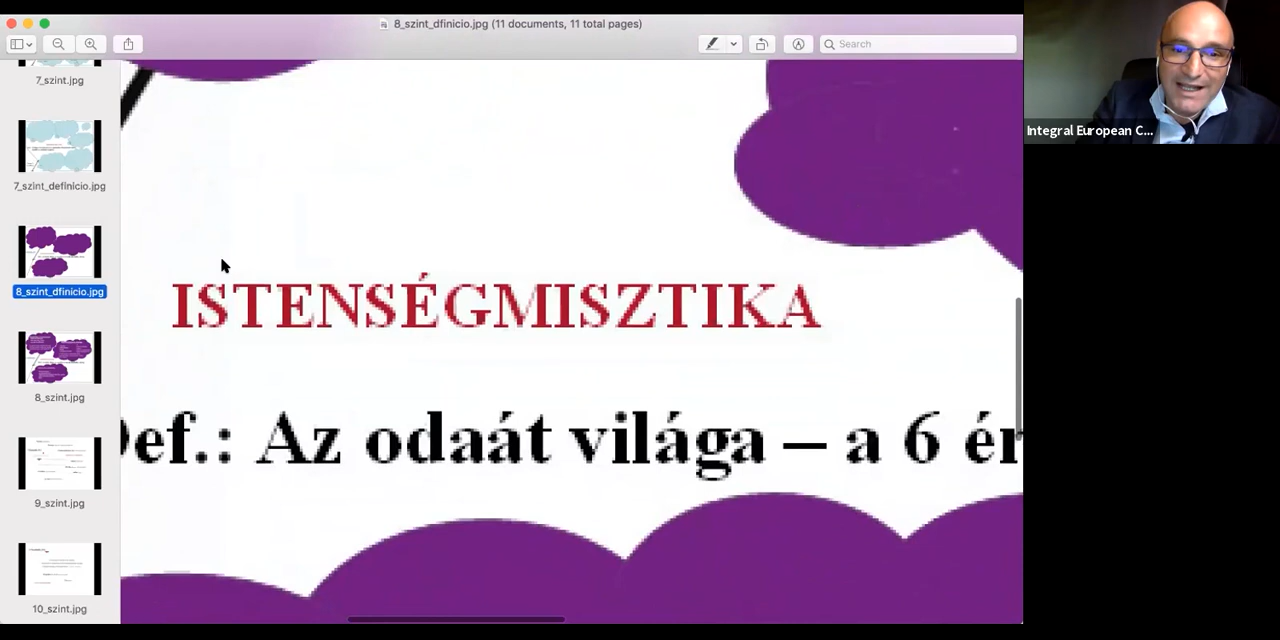 8_szint_dfinicio.jpg (11 documents, 11 total pages)
Search
7_szint.jpg
7_szint_definicio.jpg
8_szint_dfinicio.jpg
8_szint.jpg
9_szint.jpg
10_szint.jpg
ISTENSÉGMISZTIKA
Def.: Az odaát világa – a 6 ér
Integral European C...